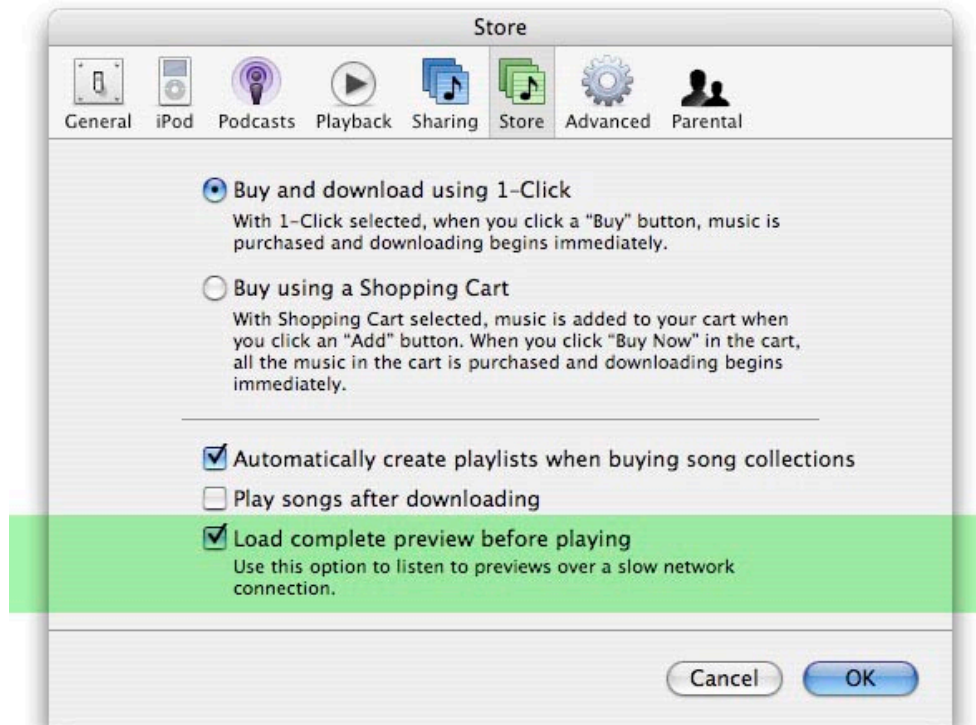 Store
General iPod Podcasts Playback Sharing Store Advanced Parental
Buy and download using 1-Click
With 1-Click selected, when you click a “Buy” button, music is
purchased and downloading begins immediately.
Buy using a Shopping Cart
With Shopping Cart selected, music is added to your cart when
you click an “Add” button. When you click “Buy Now” in the cart,
all the music in the cart is purchased and downloading begins
immediately.
Automatically create playlists when buying song collections
Play songs after downloading
Load complete preview before playing
Use this option to listen to previews over a slow network
connection.
Cancel OK